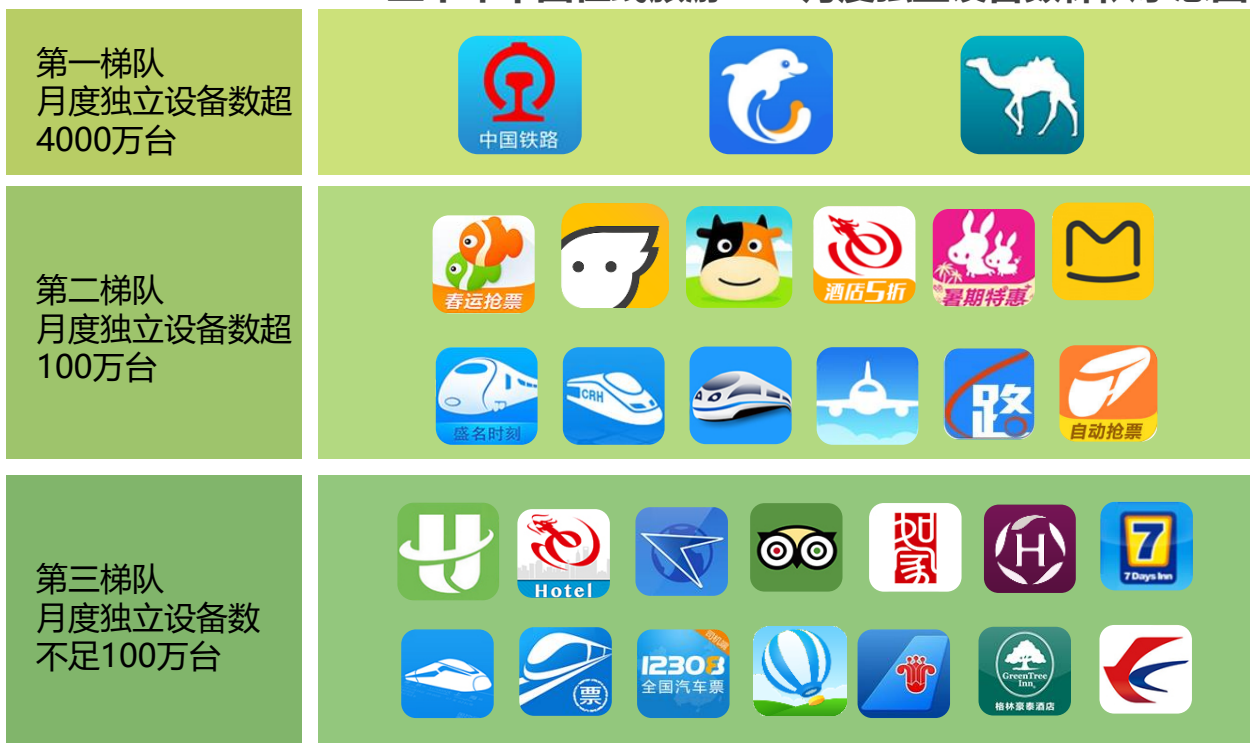 第一梯队
月度独立设备数超
4000万台
中国铁路
第二梯队
月度独立设备数超
100万台
春运抢票
酒店5折
暑期特惠
盛名时刻
CRH
路
自动抢票
第三梯队
月度独立设备数
不足100万台
Hotel
如家
H
7
7 Days Inn
票
司机端
12308
全国汽车票
GreenTree
Inn
格林豪泰酒店